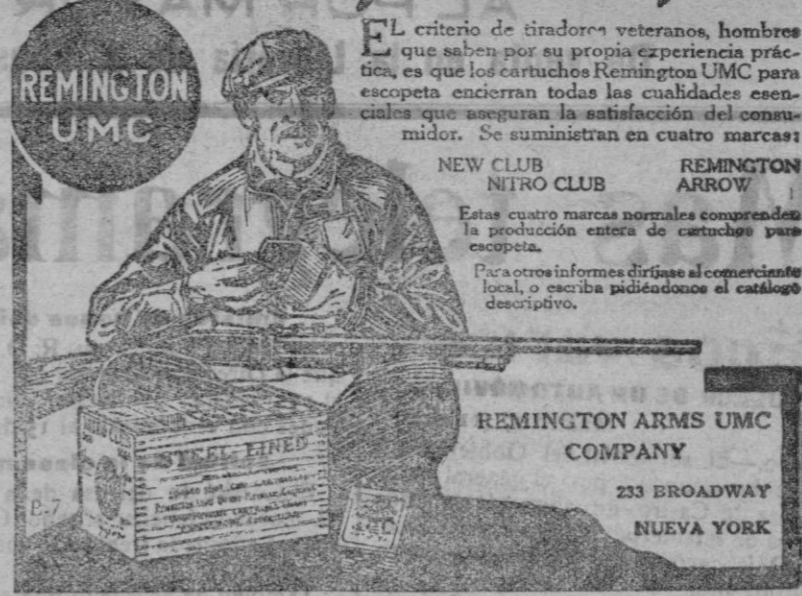 REMINGTON
UMC
EL criterio de tiradores veteranos, hombres
que saben por su propia experiencia prác-
tica, es que los cartuchos Remington UMC para
escopeta encierran todas las cualidades esen-
ciales que aseguran la satisfacción del consu-
midor. Se suministran en cuatro marcas:
NEW CLUB REMINGTON
NITRO CLUB ARROW
Estas cuatro marcas normales comprenden
la producción entera de cartuchos para
escopeta.
Para otros informes diríjase al comerciante
local, o escriba pidiéndonos el catálogo
descriptivo.
STEEL-LINED
P-7
REMINGTON ARMS UMC
COMPANY
233 BROADWAY
NUEVA YORK